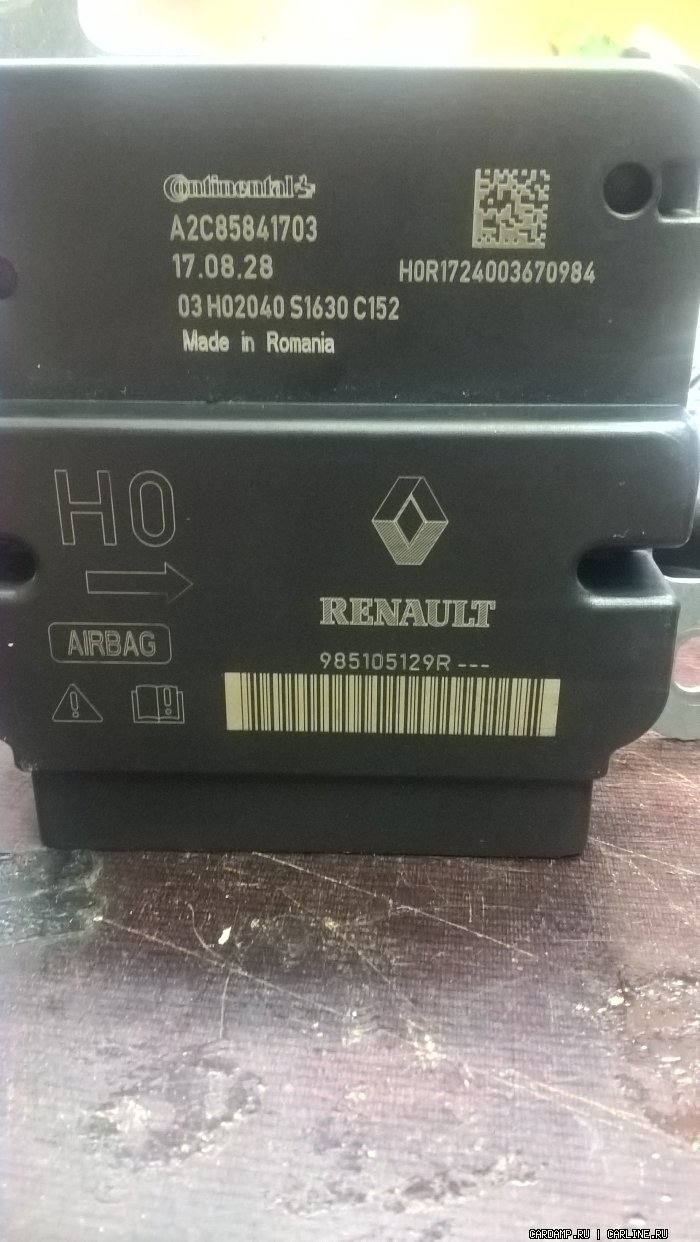 Continental
A2C85841703
17.08.28
H0R1724003670984
03 H02040 S1630 C152
Made in Romania
H0
RENAULT
AIRBAG
985105129R ---
CARDAMP.RU | CARLINE.RU